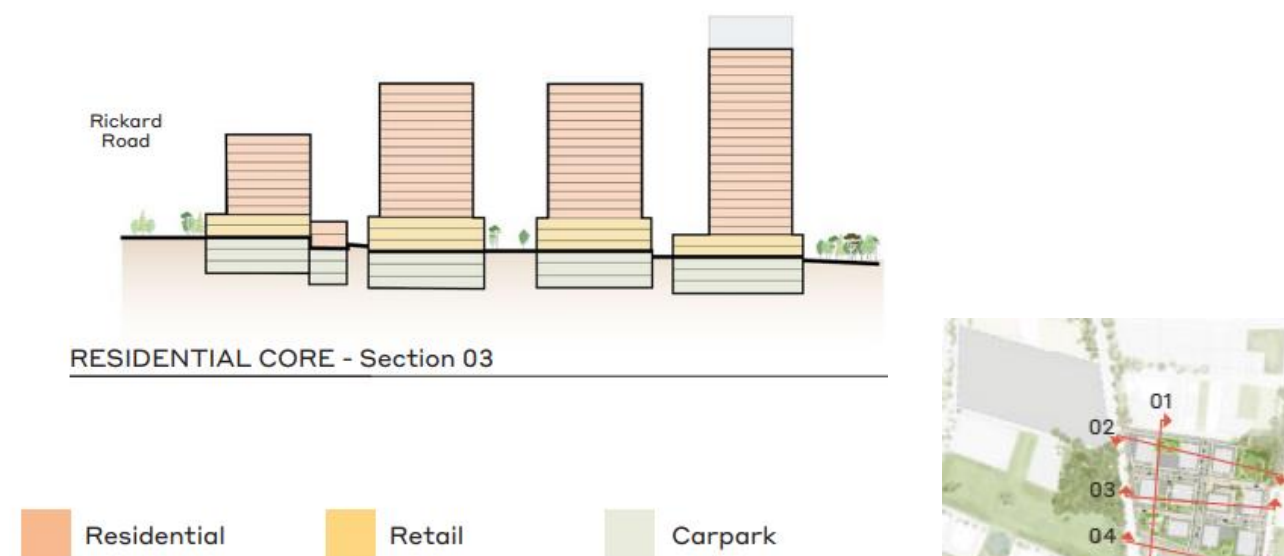 Rickard
Road
RESIDENTIAL CORE - Section 03
Residential
Retail
Carpark
01
02
03
04